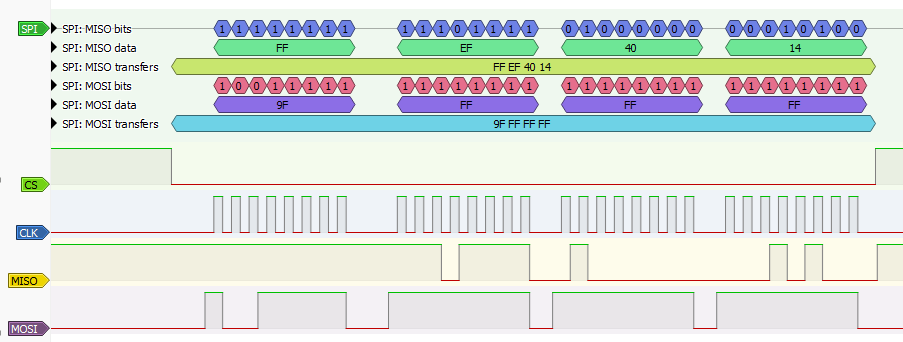 SPI SPI: MISO bits 1 1 1 1 1 1 1 1 1 1 1 0 1 1 1 1 0 1 0 0 0 0 0 0 0 0 0 1 0 1 0 0
SPI: MISO data FF EF 40 14
SPI: MISO transfers FF EF 40 14
SPI: MOSI bits 1 0 0 1 1 1 1 1 1 1 1 1 1 1 1 1 1 1 1 1 1 1 1 1 1 1 1 1 1 1 1 1
SPI: MOSI data 9F FF FF FF
SPI: MOSI transfers 9F FF FF FF
CS
CLK
MISO
MOSI